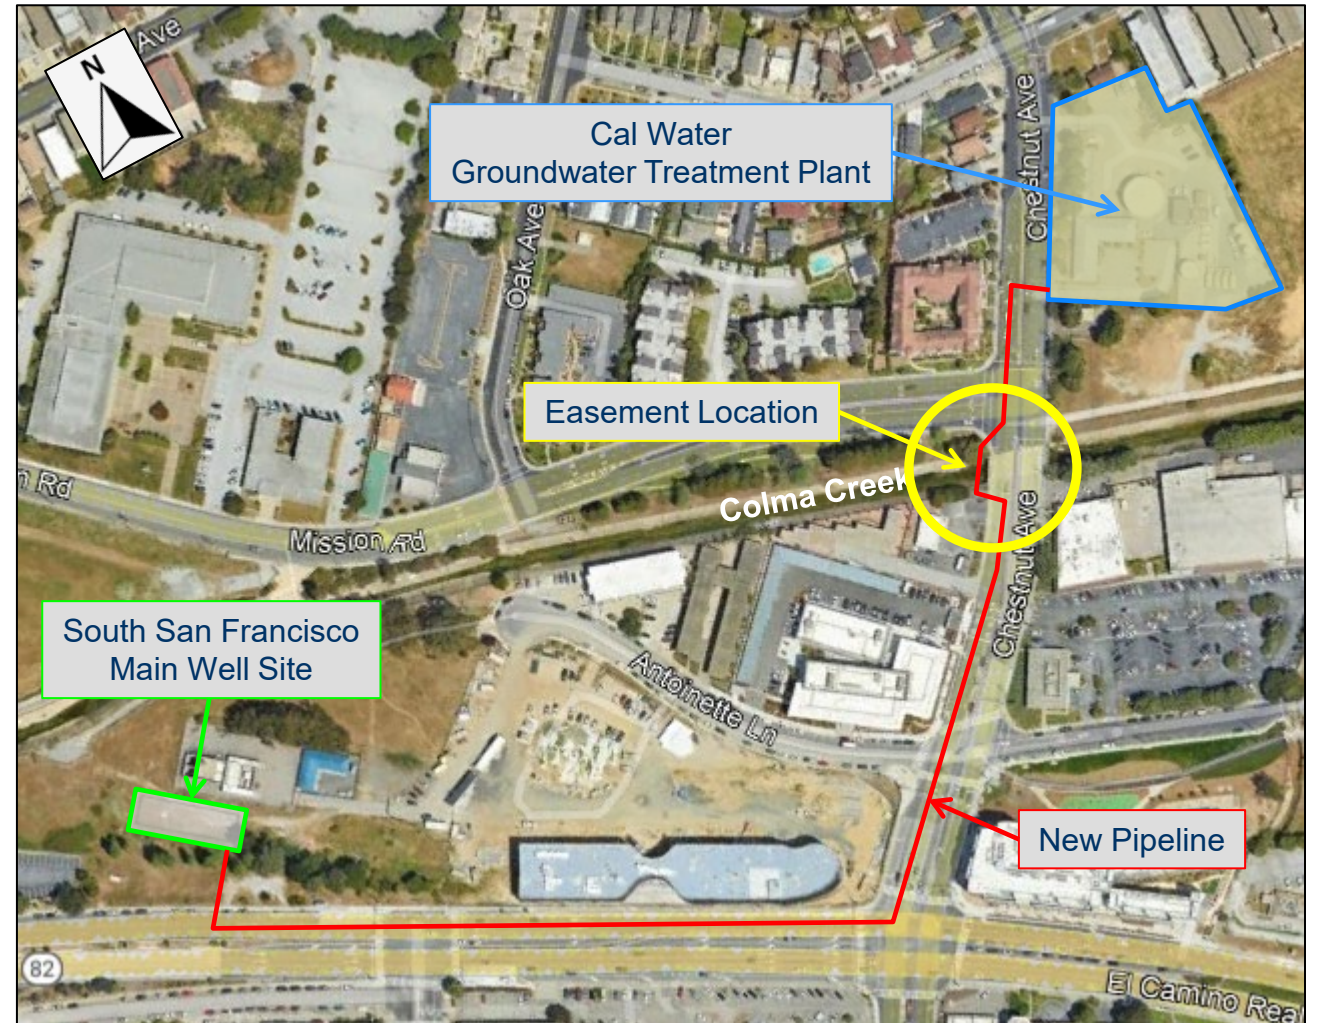 Ave
N
Cal Water
Groundwater Treatment Plant
Chestnut Ave
Oak Ave
Easement Location
Colma Creek
n Rd
Mission Rd
Chestnut Ave
South San Francisco
Main Well Site
Antoinette Ln
New Pipeline
82
El Camino Real